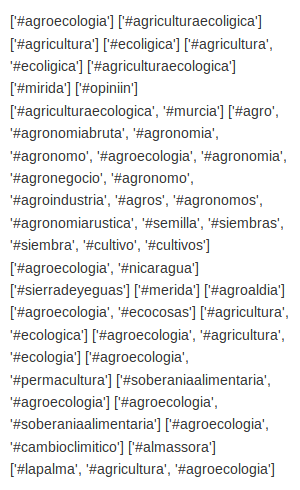 ['#agroecologia'] ['#agriculturaecoligica']
['#agricultura'] ['#ecoligica'] ['#agricultura',
'#ecoligica'] ['#agriculturaecologica']
['#mirida'] ['#opiniin']
['#agriculturaecologica', '#murcia'] ['#agro',
'#agronomiabruta', '#agronomia',
'#agronomo', '#agroecologia', '#agronomia',
'#agronegocio', '#agronomo',
'#agroindustria', '#agros', '#agronomos',
'#agronomiarustica', '#semilla', '#siembras',
'#siembra', '#cultivo', '#cultivos']
['#agroecologia', '#nicaragua']
['#sierradeyeguas'] ['#merida'] ['#agroaldia']
['#agroecologia', '#ecocosas'] ['#agricultura',
'#ecologica'] ['#agroecologia', '#agricultura',
'#ecologia'] ['#agroecologia',
'#permacultura'] ['#soberaniaalimentaria',
'#agroecologia'] ['#agroecologia',
'#soberaniaalimentaria'] ['#agroecologia',
'#cambioclimitico'] ['#almassora']
['#lapalma', '#agricultura', '#agroecologia']